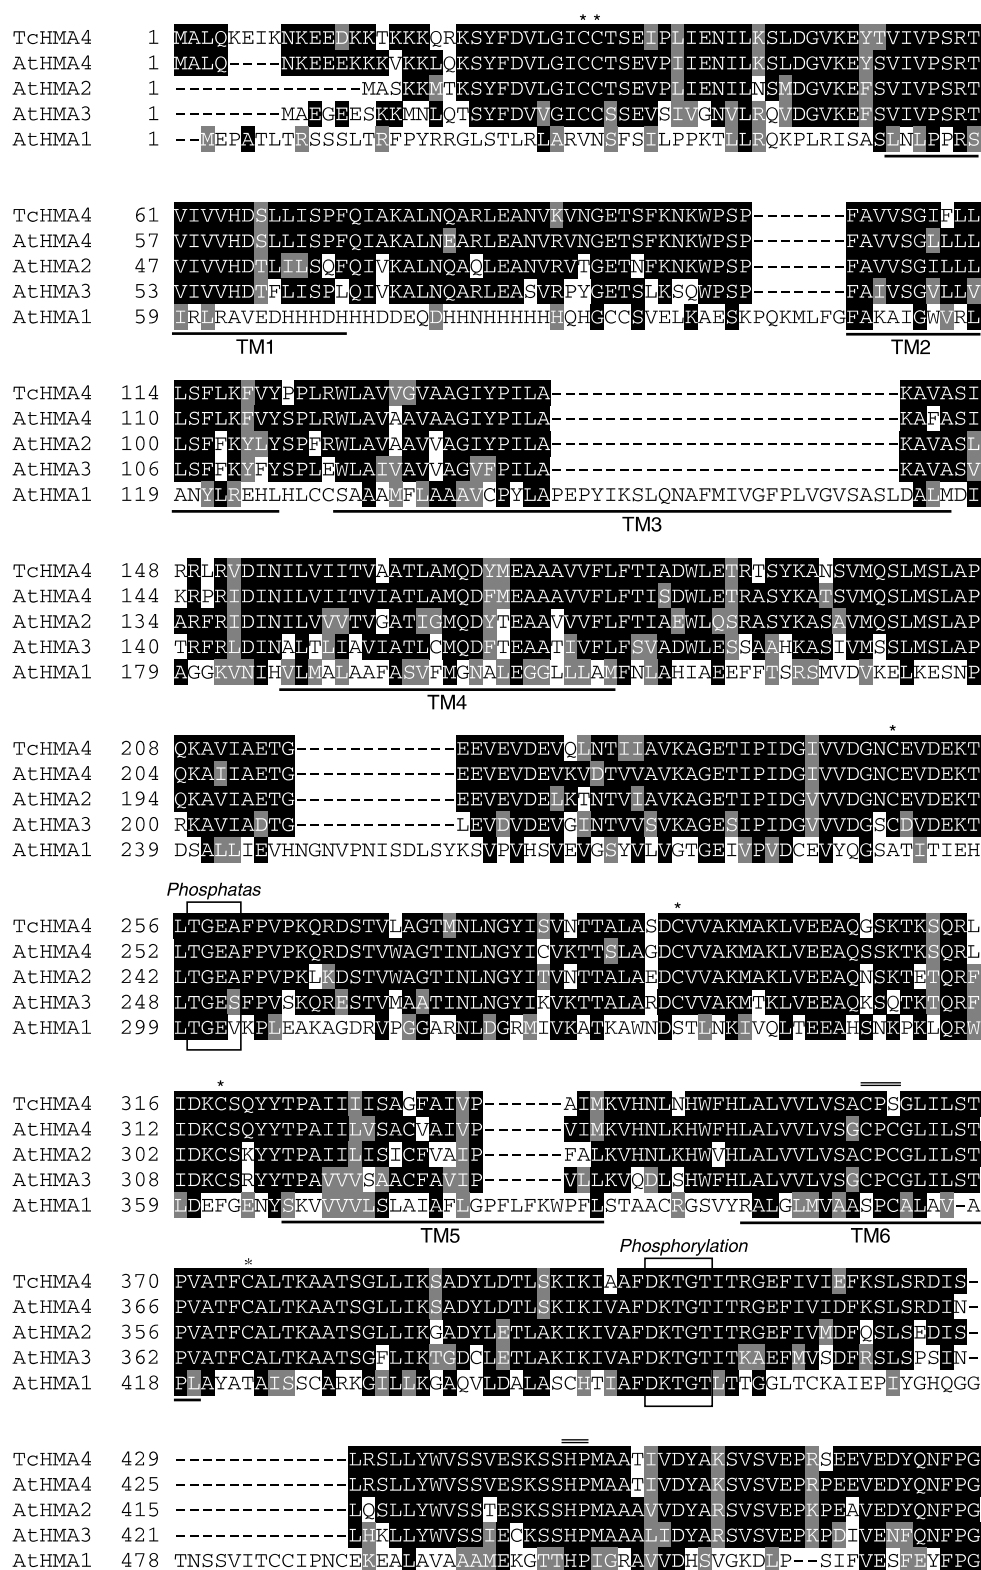 * *
TcHMA4 1 MALQKEIKNKEEDKKTKKKQRKSYFDVLGICCTSEIPLIENILKSLDGVKEYTVIVPSRT
AtHMA4 1 MALQ----NKEEEKKKVKKLQKSYFDVLGICCTSEVPIIENILKSLDGVKEYSVIVPSRT
AtHMA2 1 --------------MASKKMTKSYFDVLGICCTSEVPLIENILNSMDGVKEFSVIVPSRT
AtHMA3 1 --------MAEGEESKKMNLQTSYFDVVGICCSSEVSIVGNVLRQVDGVKEFSVIVPSRT
AtHMA1 1 --MEPATLTRSSSLTRFPYRRGLSTLRLARVNSFSILPPKTLLRQKPLRISASLNLPPRS
TcHMA4 61 VIVVHDSLLISPFQIAKALNQARLEANVKVNGETSFKNKWPSP-------FAVVSGIFLL
AtHMA4 57 VIVVHDSLLISPFQIAKALNEARLEANVRVNGETSFKNKWPSP-------FAVVSGLLLL
AtHMA2 47 VIVVHDTLILSQFQIVKALNQAQLEANVRVTGETNFKNKWPSP-------FAVVSGILLL
AtHMA3 53 VIVVHDTFLISPLQIVKALNQARLEASVRPYGETSLKSQWPSP-------FAIVSGVLLV
AtHMA1 59 IRLRAVEDHHHDHHHDDEQDHHNHHHHHHQHGCCSVELKAESKPQKMLFGFAKAIGWVRL
TM1 TM2
TcHMA4 114 LSFLKFVYPPLRWLAVVGVAAGIYPILA--------------------------KAVASI
AtHMA4 110 LSFLKFVYSPLRWLAVAAVAAGIYPILA--------------------------KAFASI
AtHMA2 100 LSFFKYLYSPFRWLAVAAVVAGIYPILA--------------------------KAVASL
AtHMA3 106 LSFFKYFYSPLEWLAIVAVVAGVFPILA--------------------------KAVASV
AtHMA1 119 ANYLREHLHLCCSAAAMFLAAAVCPYLAPEPYIKSLQNAFMIVGFPLVGVSASLDALMDI
TM3
TcHMA4 148 RRLRVDINILVIITVAATLAMQDYMEAAAVVFLFTIADWLETRTSYKANSVMQSLMSLAP
AtHMA4 144 KRPRIDINILVIITVIATLAMQDFMEAAAVVFLFTISDWLETRASYKATSVMQSLMSLAP
AtHMA2 134 ARFRIDINILVVVTVGATIGMQDYTEAAVVVFLFTIAEWLQSRASYKASAVMQSLMSLAP
AtHMA3 140 TRFRLDINALTLIAVIATLCMQDFTEAATIVFLFSVADWLESSAAHKASIVMSSLMSLAP
AtHMA1 179 AGGKVNIHVLMALAAFASVFMGNALEGGLLLAMFNLAHIAEEFFTSRSMVDVKELKESNP
TM4
*
TcHMA4 208 QKAVIAETG------------EEVEVDEVQLNTIIAVKAGETIPIDGIVVDGNCEVDEKT
AtHMA4 204 QKAIIAETG------------EEVEVDEVKVDTVVAVKAGETIPIDGIVVDGNCEVDEKT
AtHMA2 194 QKAVIAETG------------EEVEVDELKTNTVIAVKAGETIPIDGVVVDGNCEVDEKT
AtHMA3 200 RKAVIADTG------------LEVDVDEVGINTVVSVKAGESIPIDGVVVDGSCDVDEKT
AtHMA1 239 DSALLIEVHNGNVPNISDLSYKSVPVHSVEVGSYVLVGTGEIVPVDCEVYQGSATITIEH
Phosphatas
*
TcHMA4 256 LTGEAFPVPKQRDSTVLAGTMNLNGYISVNTTALASDCVVAKMAKLVEEAQGSKTKSQRL
AtHMA4 252 LTGEAFPVPKQRDSTVWAGTINLNGYICVKTTSLAGDCVVAKMAKLVEEAQSSKTKSQRL
AtHMA2 242 LTGEAFPVPKLKDSTVWAGTINLNGYITVNTTALAEDCVVAKMAKLVEEAQNSKTETQRF
AtHMA3 248 LTGESFPVSKQRESTVMAATINLNGYIKVKTTALARDCVVAKMTKLVEEAQKSQTKTQRF
AtHMA1 299 LTGEVKPLEAKAGDRVPGGARNLDGRMIVKATKAWNDSTLNKIVQLTEEAHSNKPKLQRW
*
TcHMA4 316 IDKCSQYYTPAIIIISAGFAIVP------AIMKVHNLNHWFHLALVVLVSACPSGLILST
AtHMA4 312 IDKCSQYYTPAIILVSACVAIVP------VIMKVHNLKHWFHLALVVLVSGCPCGLILST
AtHMA2 302 IDKCSKYYTPAIILISICFVAIP------FALKVHNLKHWVHLALVVLVSACPCGLILST
AtHMA3 308 IDKCSRYYTPAVVVSAACFAVIP------VLLKVQDLSHWFHLALVVLVSGCPCGLILST
AtHMA1 359 LDEFGENYSKVVVVLSLAIAFLGPFLFKWPFLSTAACRGSVYRALGLMVAASPCALAV-A
TM5 TM6
* Phosphorylation
TcHMA4 370 PVATFCALTKAATSGLLIKSADYLDTLSKIKIAAFDKTGTITRGEFIVIEFKSLSRDIS-
AtHMA4 366 PVATFCALTKAATSGLLIKSADYLDTLSKIKIVAFDKTGTITRGEFIVIDFKSLSRDIN-
AtHMA2 356 PVATFCALTKAATSGLLIKGADYLETLAKIKIVAFDKTGTITRGEFIVMDFQSLSEDIS-
AtHMA3 362 PVATFCALTKAATSGFLIKTGDCLETLAKIKIVAFDKTGTITKAEFMVSDFRSLSPSIN-
AtHMA1 418 PLAYATAISSCARKGILLKGAQVLDALASCHTIAFDKTGTLTTGGLTCKAIEPIYGHQGG
TcHMA4 429 -------------LRSLLYWVSSVESKSSHPMAATIVDYAKSVSVEPRSEEVEDYQNFPG
AtHMA4 425 -------------LRSLLYWVSSVESKSSHPMAATIVDYAKSVSVEPRPEEVEDYQNFPG
AtHMA2 415 -------------LQSLLYWVSSTESKSSHPMAAAVVDYARSVSVEPKPEAVEDYQNFPG
AtHMA3 421 -------------LHKLLYWVSSIECKSSHPMAAALIDYARSVSVEPKPDIVENFQNFPG
AtHMA1 478 TNSSVITCCIPNCEKEALAVAAAMEKGTTHPIGRAVVDHSVGKDLP--SIFVESFEYFPG